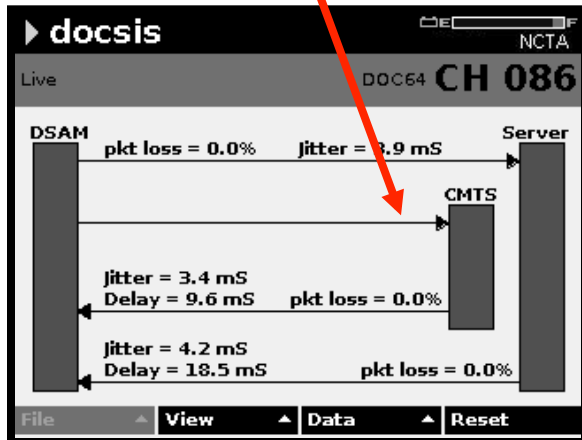 docsis
E F
NCTA
Live DOC64 CH 086
DSAM Server
pkt loss = 0.0% Jitter = .9 mS
CMTS
Jitter = 3.4 mS
Delay = 9.6 mS pkt loss = 0.0%
Jitter = 4.2 mS
Delay = 18.5 mS pkt loss = 0.0%
File View Data Reset